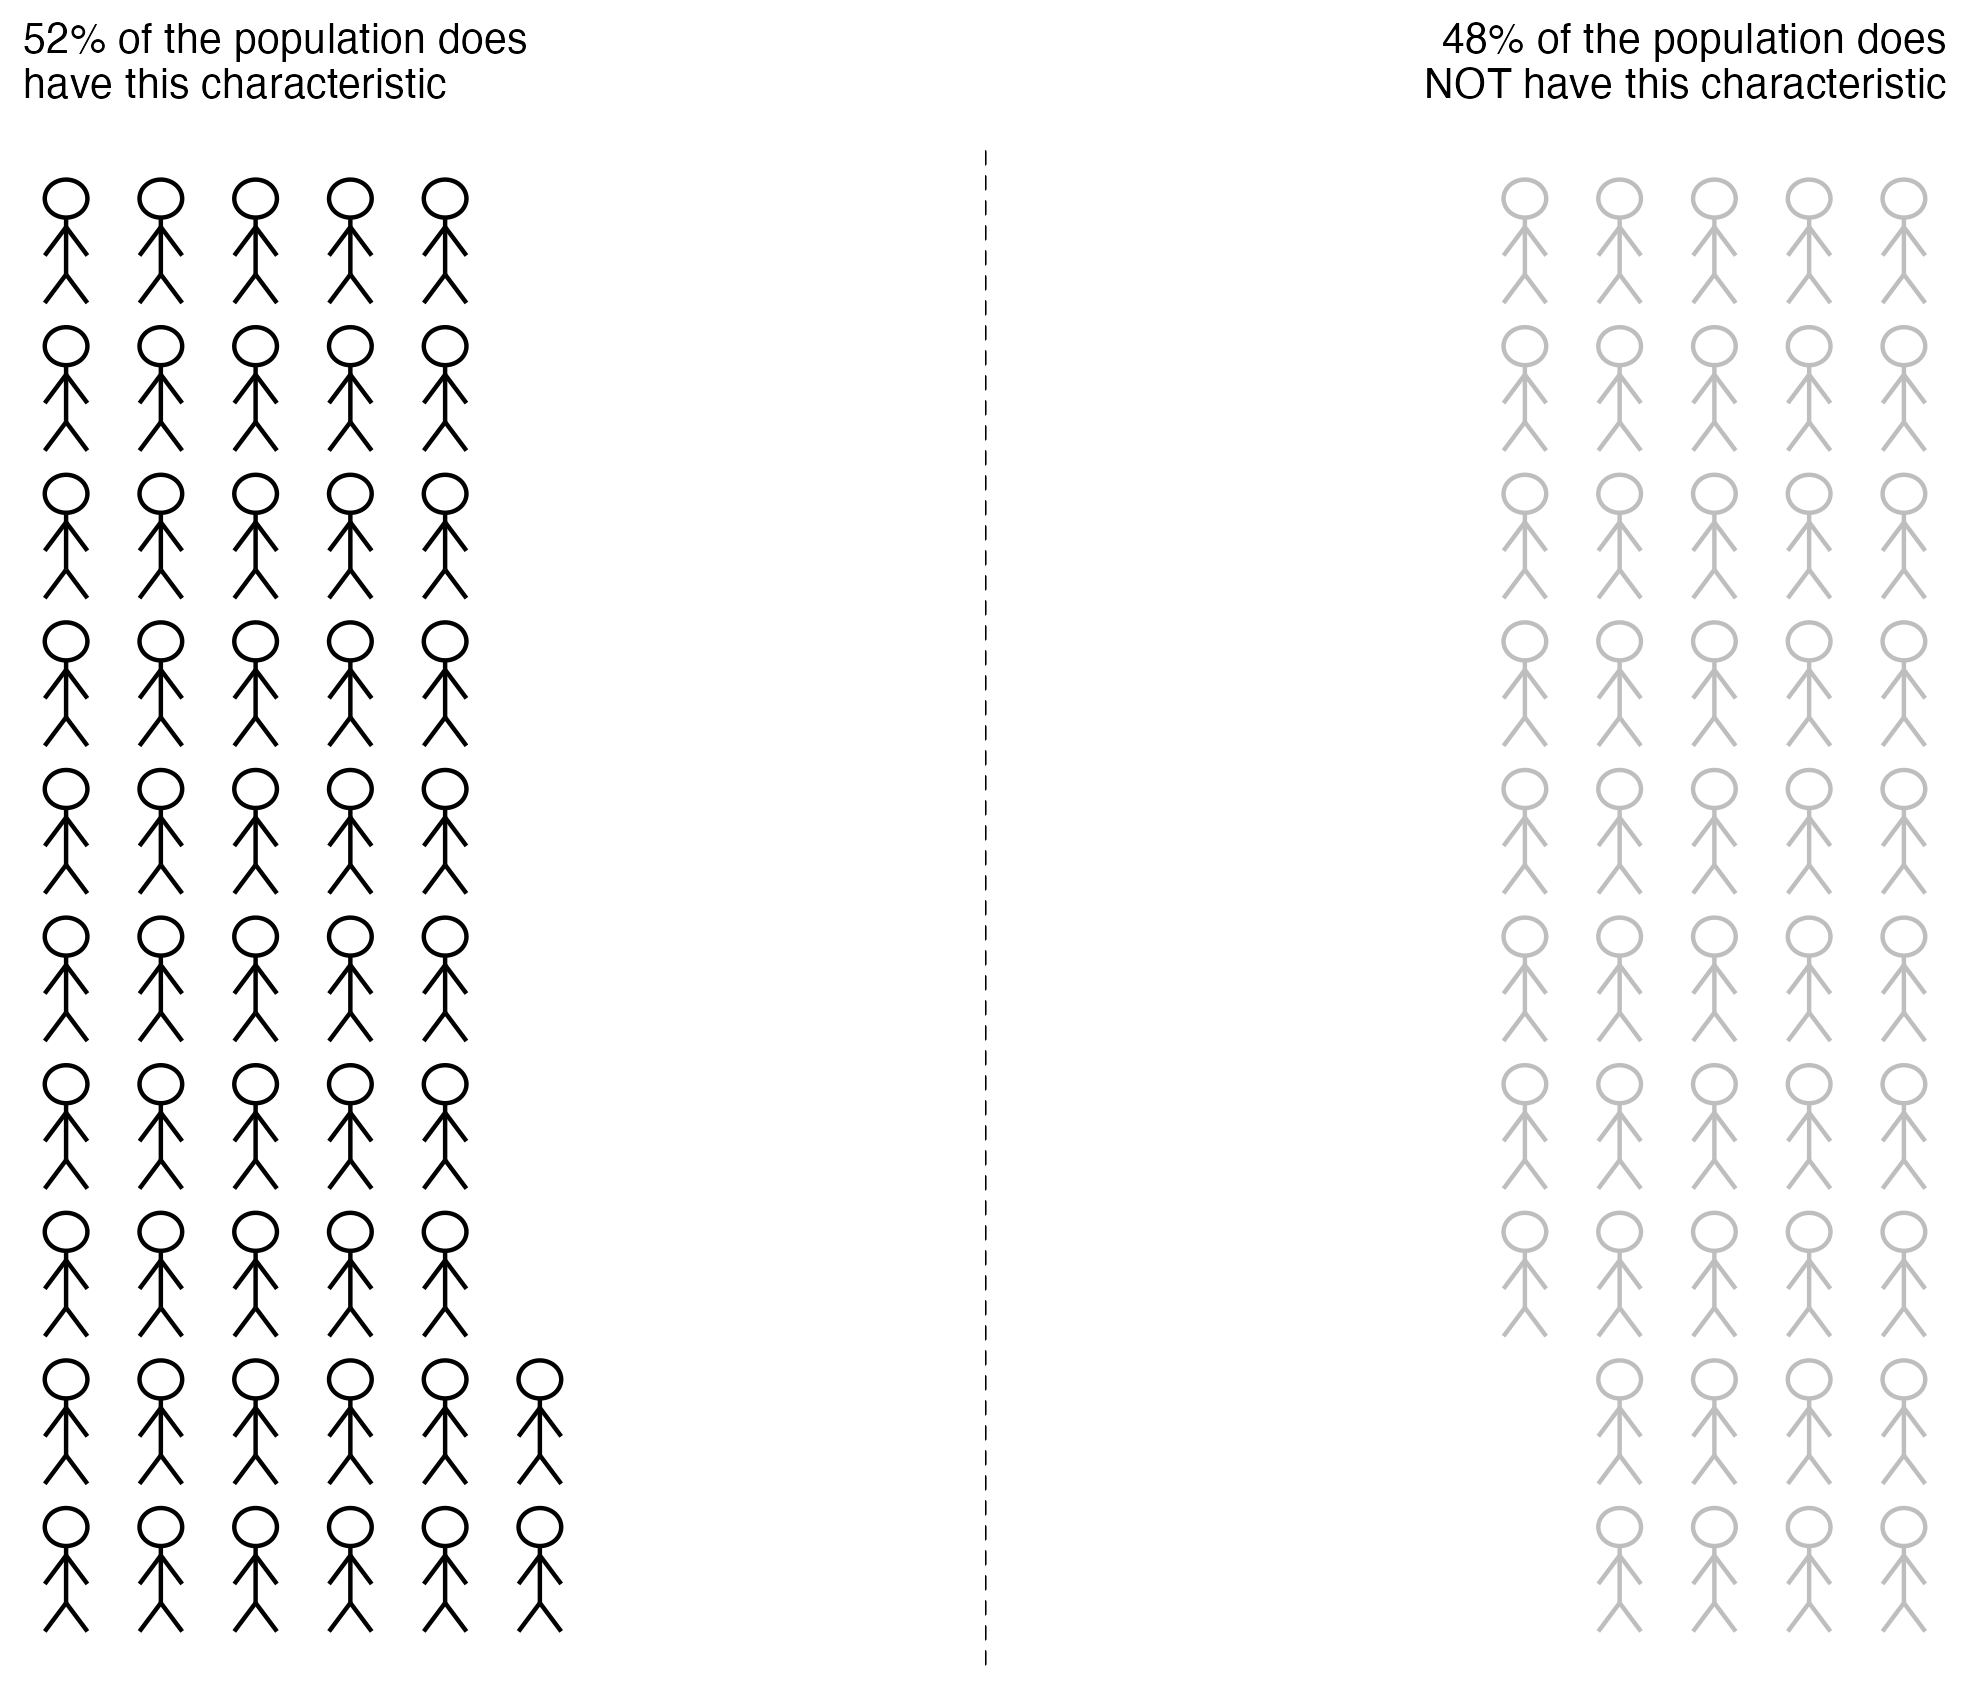 52% of the population does
have this characteristic
48% of the population does
NOT have this characteristic